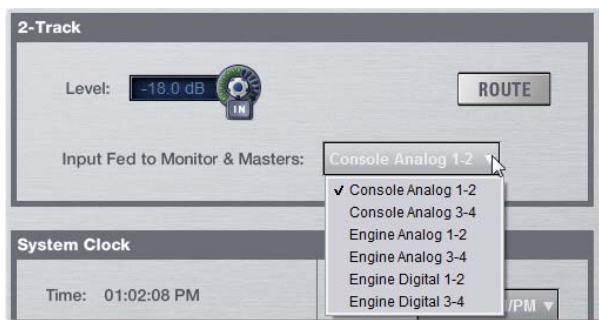 2-Track
Level: -18.0 dB
IN
ROUTE
Input Fed to Monitor & Masters: Console Analog 1-2
✓ Console Analog 1-2
Console Analog 3-4
Engine Analog 1-2
Engine Analog 3-4
Engine Digital 1-2
Engine Digital 3-4
System Clock
Time: 01:02:08 PM
/PM